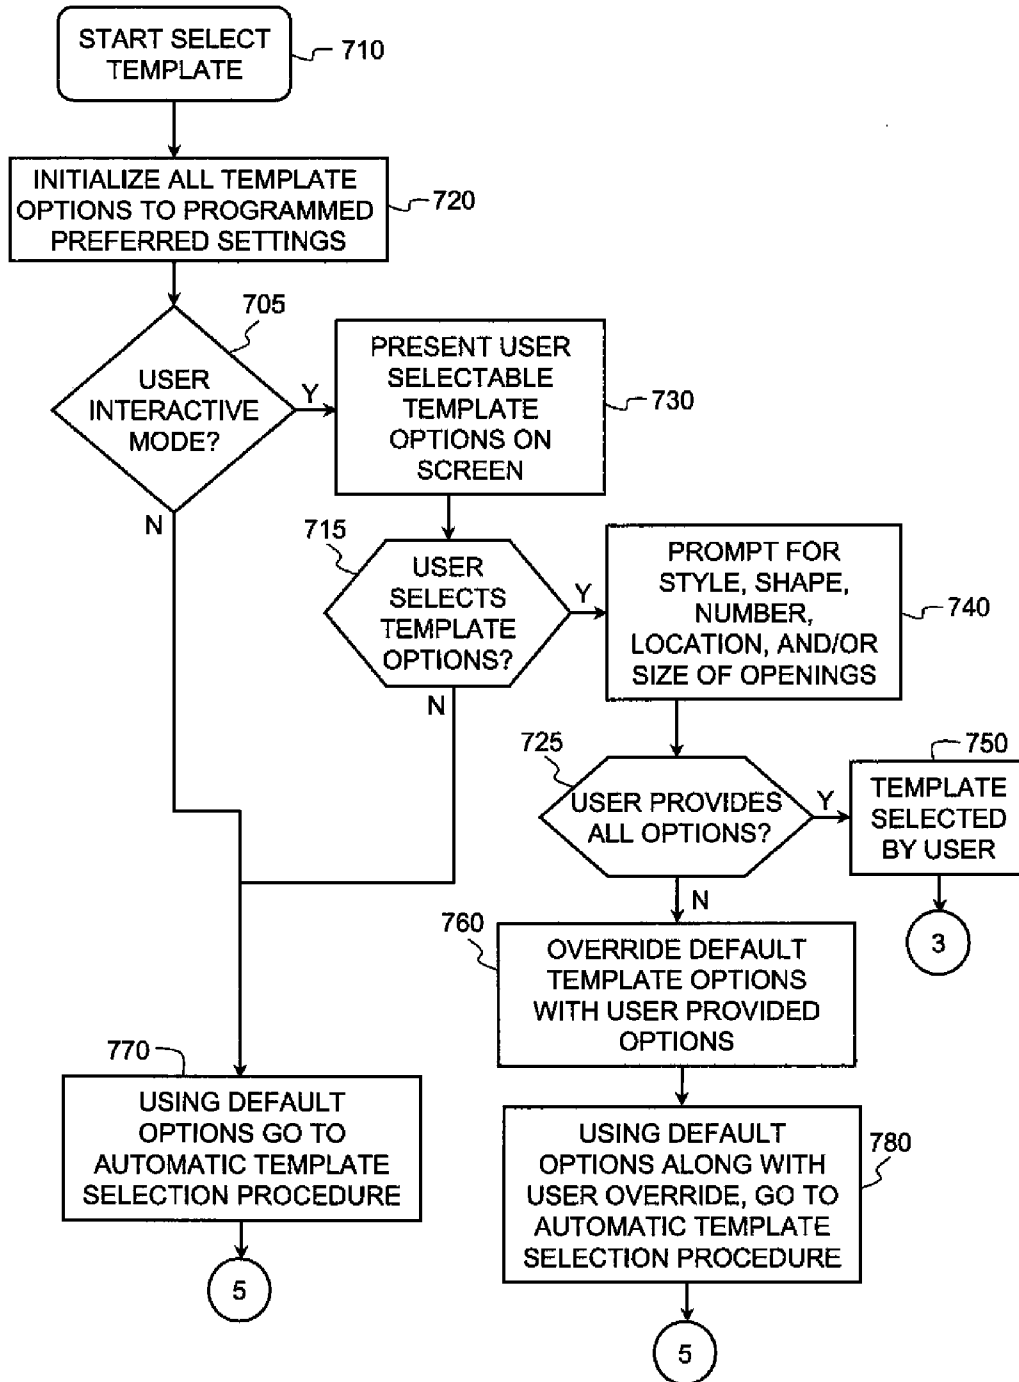 START SELECT
TEMPLATE
710
INITIALIZE ALL TEMPLATE
OPTIONS TO PROGRAMMED
PREFERRED SETTINGS
720
705
USER
INTERACTIVE
MODE?
Y
N
PRESENT USER
SELECTABLE
TEMPLATE
OPTIONS ON
SCREEN
730
715
USER
SELECTS
TEMPLATE
OPTIONS?
Y
N
PROMPT FOR
STYLE, SHAPE,
NUMBER,
LOCATION, AND/OR
SIZE OF OPENINGS
740
725
USER PROVIDES
ALL OPTIONS?
Y
N
750
TEMPLATE
SELECTED
BY USER
3
760
OVERRIDE DEFAULT
TEMPLATE OPTIONS
WITH USER PROVIDED
OPTIONS
770
USING DEFAULT
OPTIONS GO TO
AUTOMATIC TEMPLATE
SELECTION PROCEDURE
5
USING DEFAULT
OPTIONS ALONG WITH
USER OVERRIDE, GO TO
AUTOMATIC TEMPLATE
SELECTION PROCEDURE
780
5